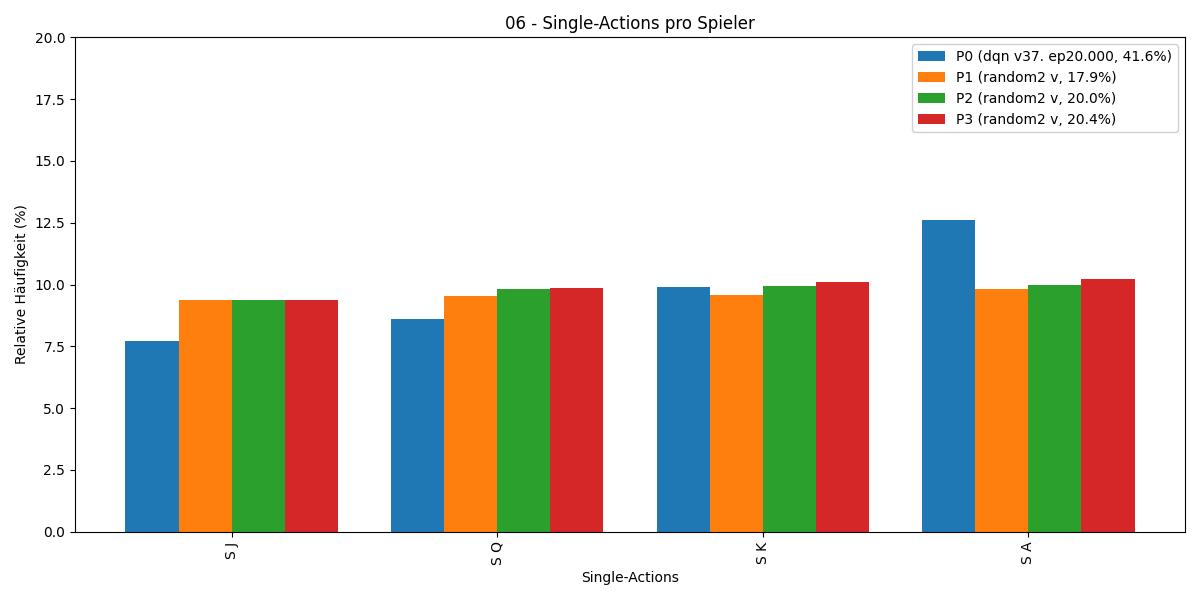 06 - Single-Actions pro Spieler
Relative Häufigkeit (%)
20.0
17.5
15.0
12.5
10.0
7.5
5.0
2.5
0.0
P0 (dqn v37. ep20.000, 41.6%)
P1 (random2 v, 17.9%)
P2 (random2 v, 20.0%)
P3 (random2 v, 20.4%)
S J
S Q
S K
S A
Single-Actions